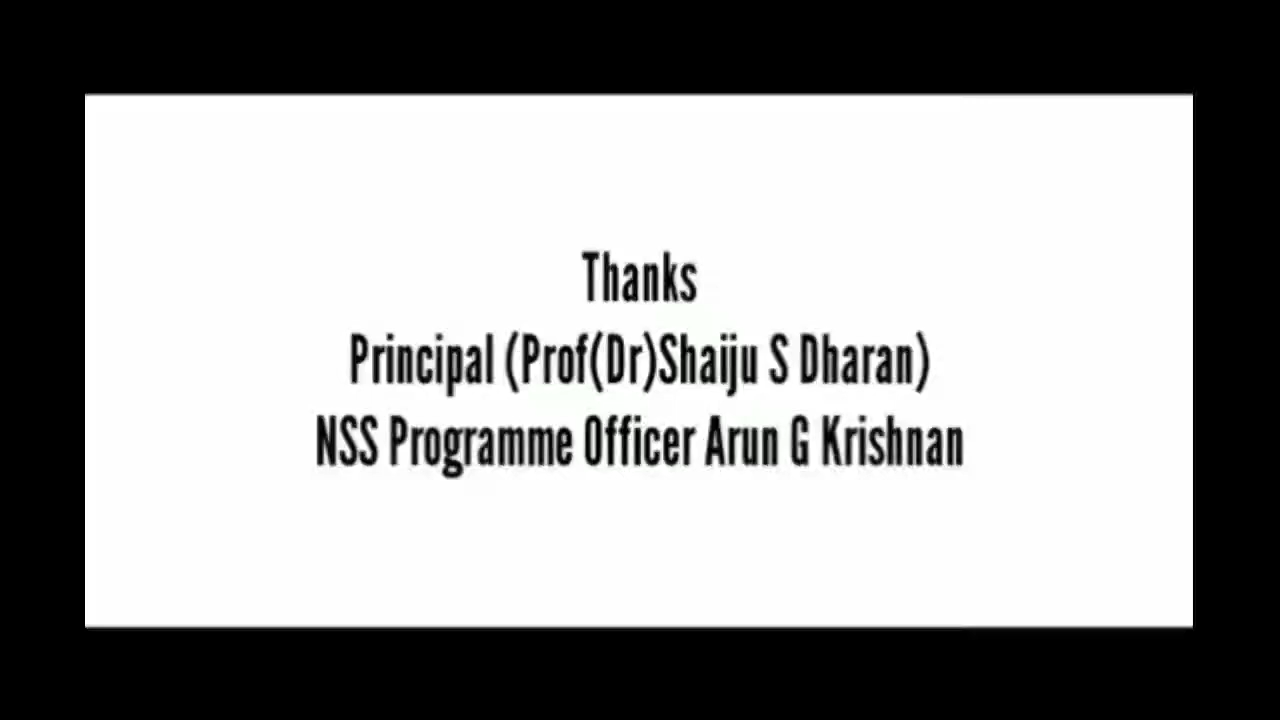 Thanks
Principal (Prof(Dr)Shaiju S Dharan)
NSS Programme Officer Arun G Krishnan